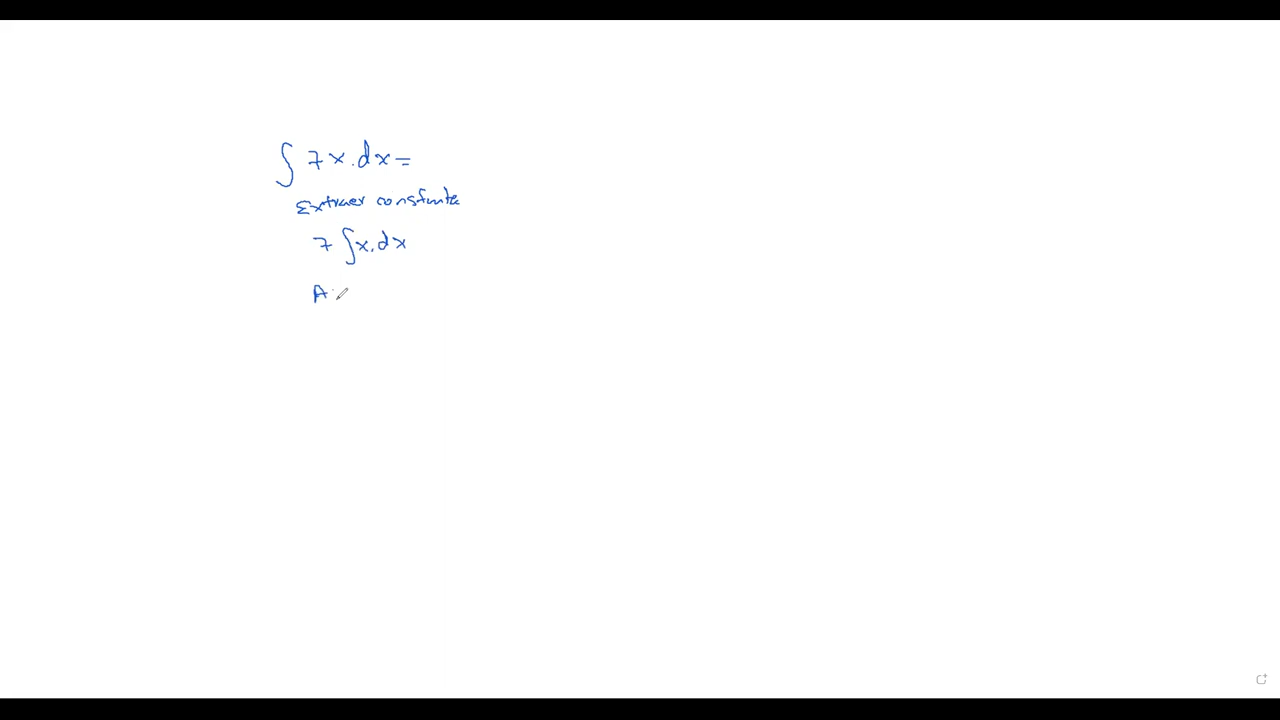 ∫ 7x.dx=
Extraer constante
7 ∫x.dx
A